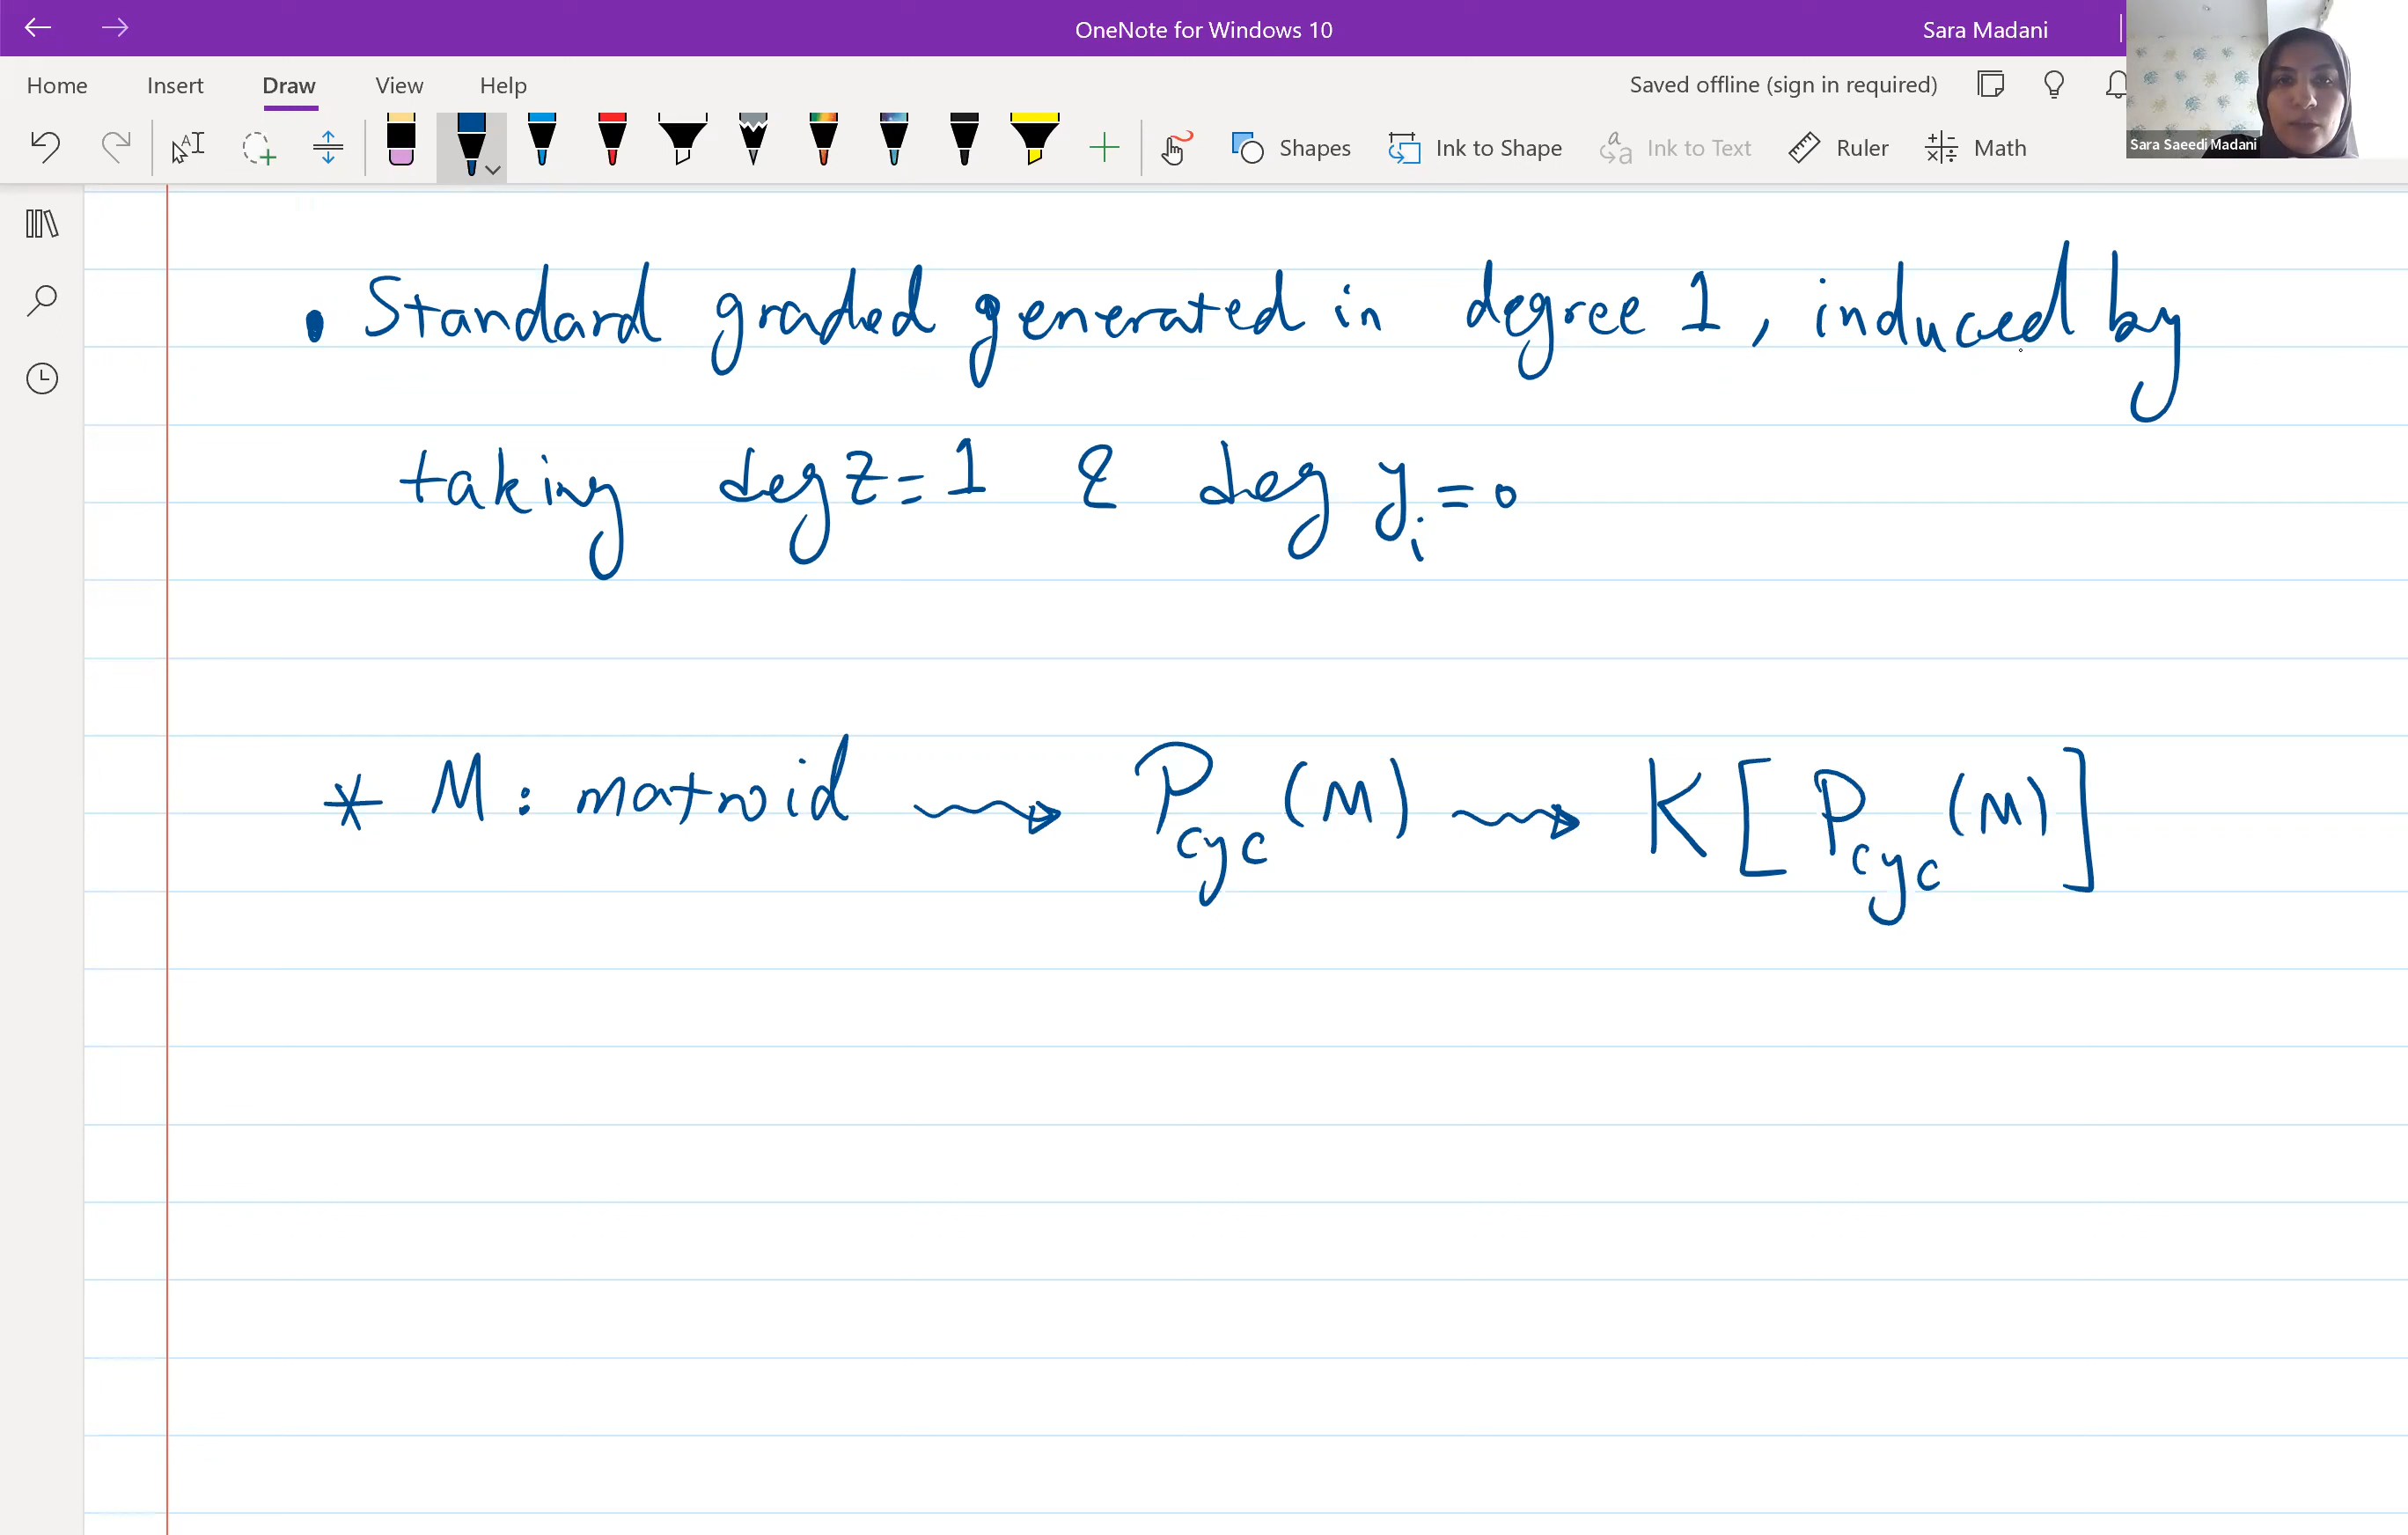 OneNote for Windows 10
Sara Madani
Home Insert Draw View Help
Saved offline (sign in required)
Shapes Ink to Shape Ink to Text Ruler Math
Sara Saeedi Madani
• Standard graded generated in degree 1, induced by
taking deg z = 1 & deg y_i = 0
* M: matroid ⇝ P_cyc (M) ⇝ K[P_cyc (M)]